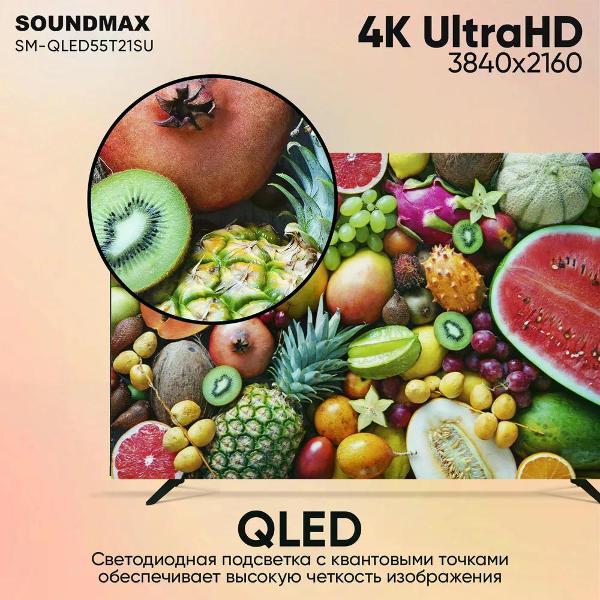 SOUNDMAX
SM-QLED55T21SU
4K UltraHD
3840x2160
QLED
Светодиодная подсветка с квантовыми точками
обеспечивает высокую четкость изображения